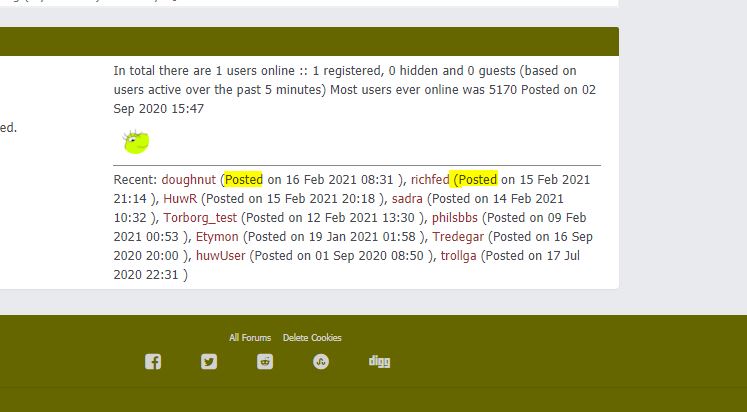 In total there are 1 users online :: 1 registered, 0 hidden and 0 guests (based on
users active over the past 5 minutes) Most users ever online was 5170 Posted on 02
Sep 2020 15:47
ed.
Recent: doughnut (Posted on 16 Feb 2021 08:31 ), richfed (Posted on 15 Feb 2021
21:14 ), HuwR (Posted on 15 Feb 2021 20:18 ), sadra (Posted on 14 Feb 2021
10:32 ), Torborg_test (Posted on 12 Feb 2021 13:30 ), philsbbs (Posted on 09 Feb
2021 00:53 ), Etymon (Posted on 19 Jan 2021 01:58 ), Tredegar (Posted on 16 Sep
2020 20:00 ), huwUser (Posted on 01 Sep 2020 08:50 ), trollga (Posted on 17 Jul
2020 22:31 )
All Forums Delete Cookies
digg